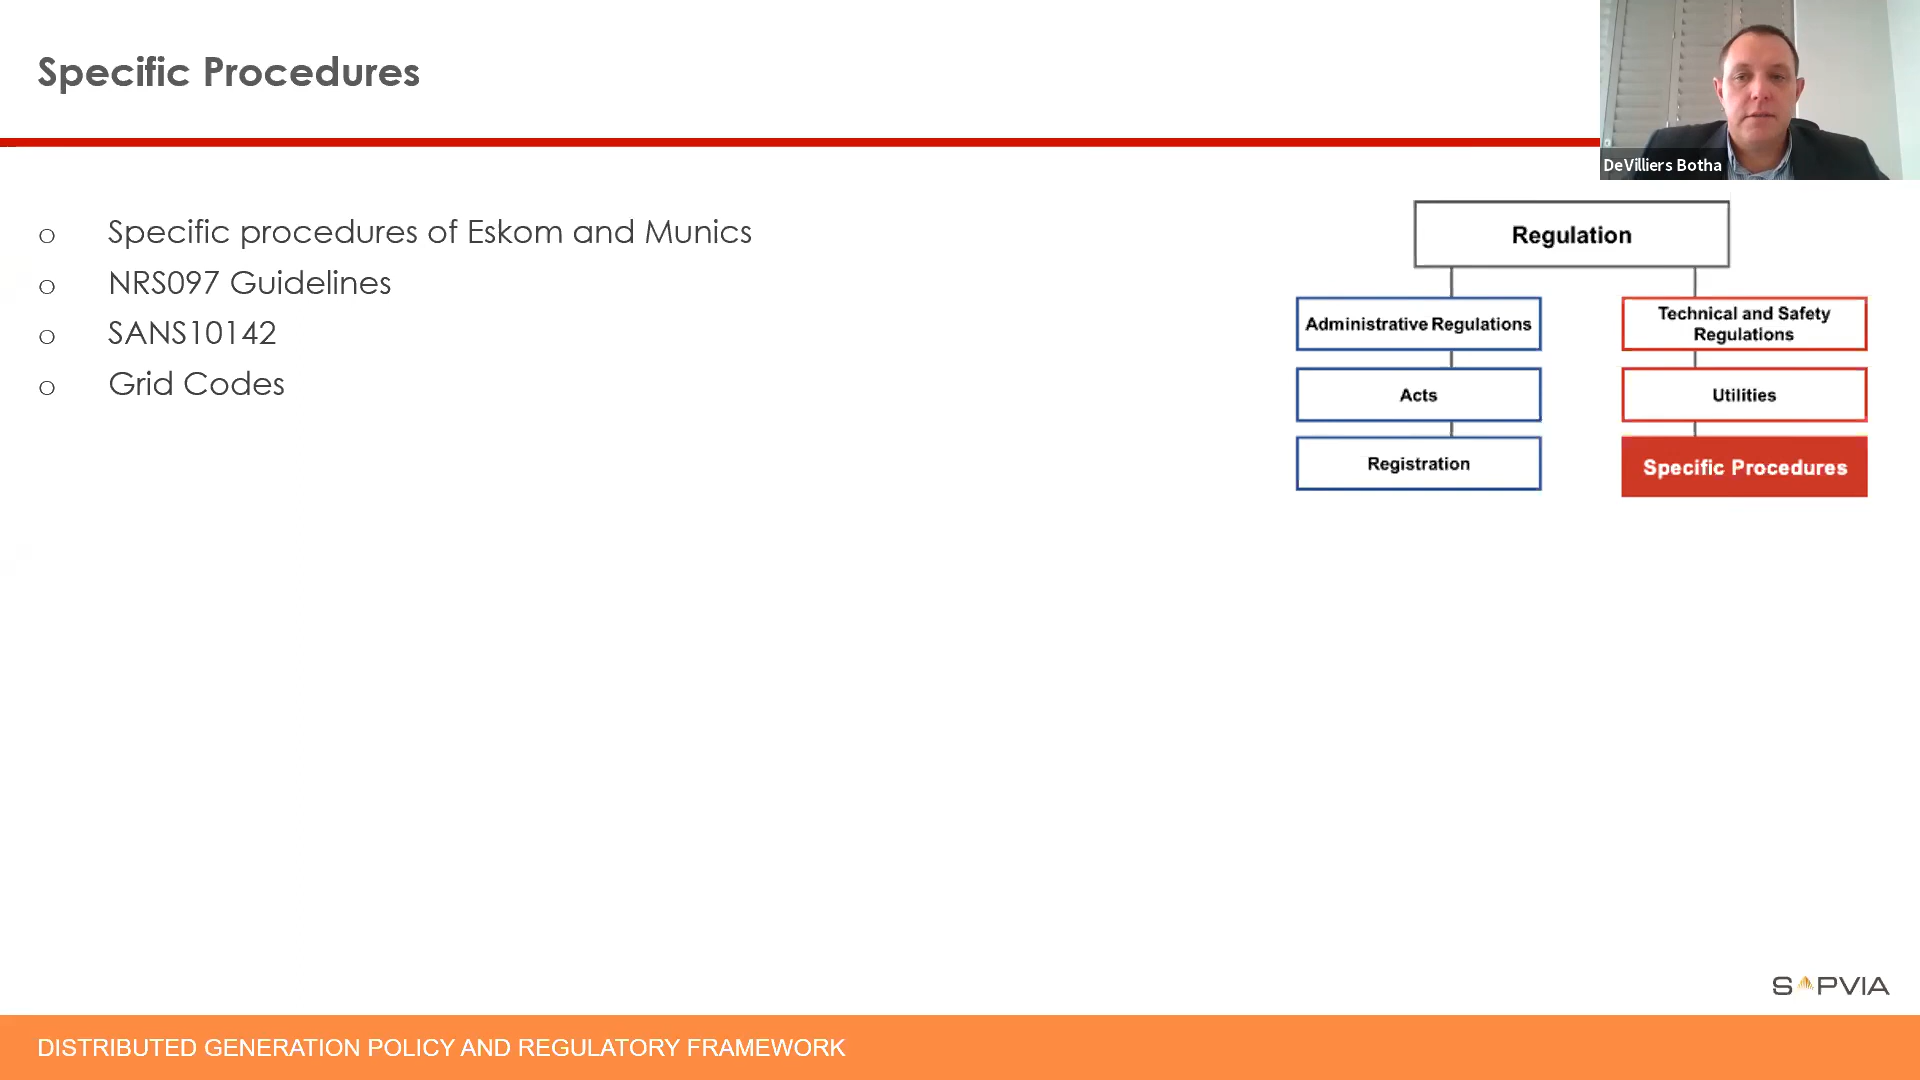 Specific Procedures
DeVilliers Botha
o Specific procedures of Eskom and Munics
o NRS097 Guidelines
o SANS10142
o Grid Codes
Regulation
Administrative Regulations
Technical and Safety
Regulations
Acts
Utilities
Registration
Specific Procedures
SAPVIA
DISTRIBUTED GENERATION POLICY AND REGULATORY FRAMEWORK